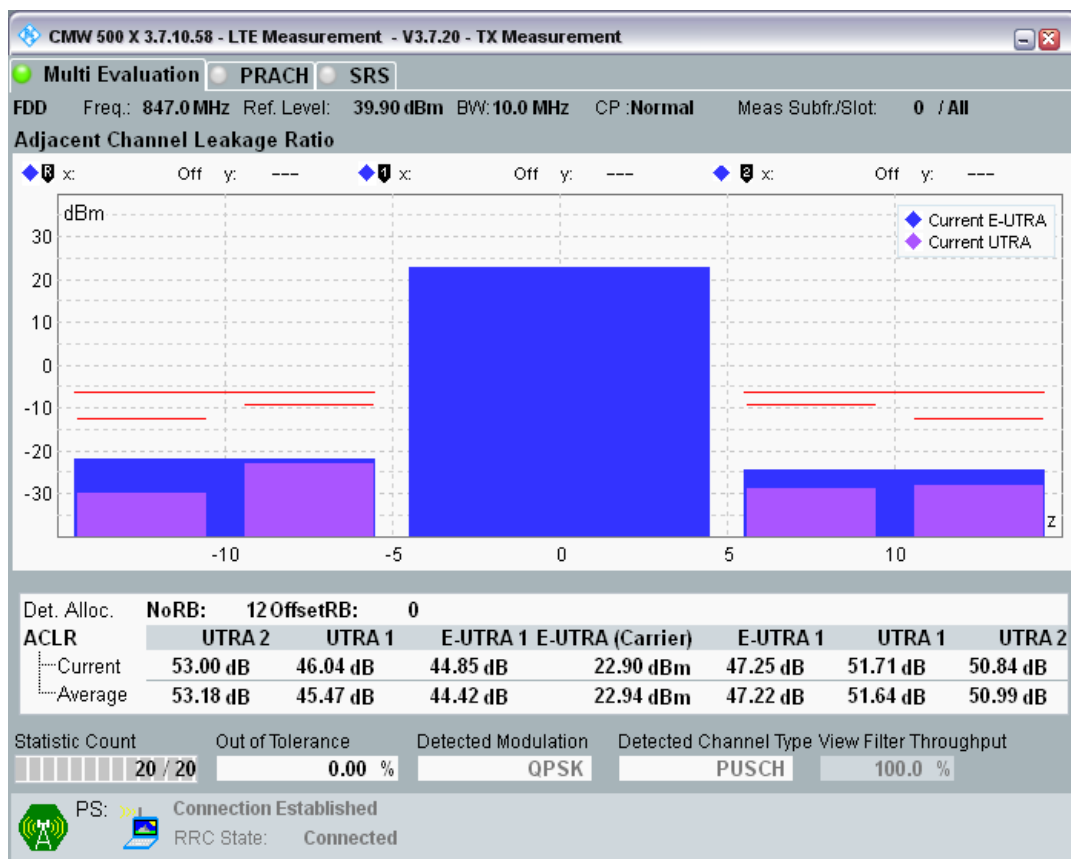 CMW 500 X 3.7.10.58 - LTE Measurement - V3.7.20 - TX Measurement
Multi Evaluation PRACH SRS
FDD Freq.: 847.0 MHz Ref. Level: 39.90 dBm BW: 10.0 MHz CP :Normal Meas Subfr./Slot: 0 / All
Adjacent Channel Leakage Ratio
R x: Off y: --- 1 x: Off y: --- 2 x: Off y: ---
dBm
Current E-UTRA
Current UTRA
30
20
10
0
-10
-20
-30
z
-10 -5 0 5 10
Det. Alloc. NoRB: 12 OffsetRB: 0
ACLR UTRA 2 UTRA 1 E-UTRA 1 E-UTRA (Carrier) E-UTRA 1 UTRA 1 UTRA 2
Current 53.00 dB 46.04 dB 44.85 dB 22.90 dBm 47.25 dB 51.71 dB 50.84 dB
Average 53.18 dB 45.47 dB 44.42 dB 22.94 dBm 47.22 dB 51.64 dB 50.99 dB
Statistic Count Out of Tolerance Detected Modulation Detected Channel Type View Filter Throughput
20 / 20 0.00 % QPSK PUSCH 100.0 %
PS: Connection Established
RRC State: Connected